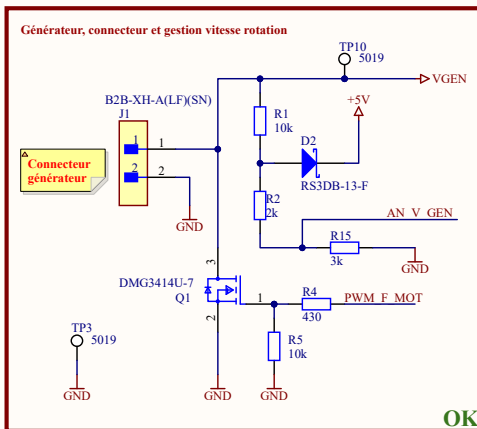 Générateur, connecteur et gestion vitesse rotation
TP10
5019
VGEN
B2B-XH-A(LF)(SN)
J1
R1
10k
+5V
D2
RS3DB-13-F
1
1
2
2
Connecteur
générateur
R2
2k
AN_V_GEN
R15
3k
GND
GND
3
DMG3414U-7
Q1
1
R4
430
PWM_F_MOT
2
R5
10k
TP3
5019
GND
GND
GND
OK